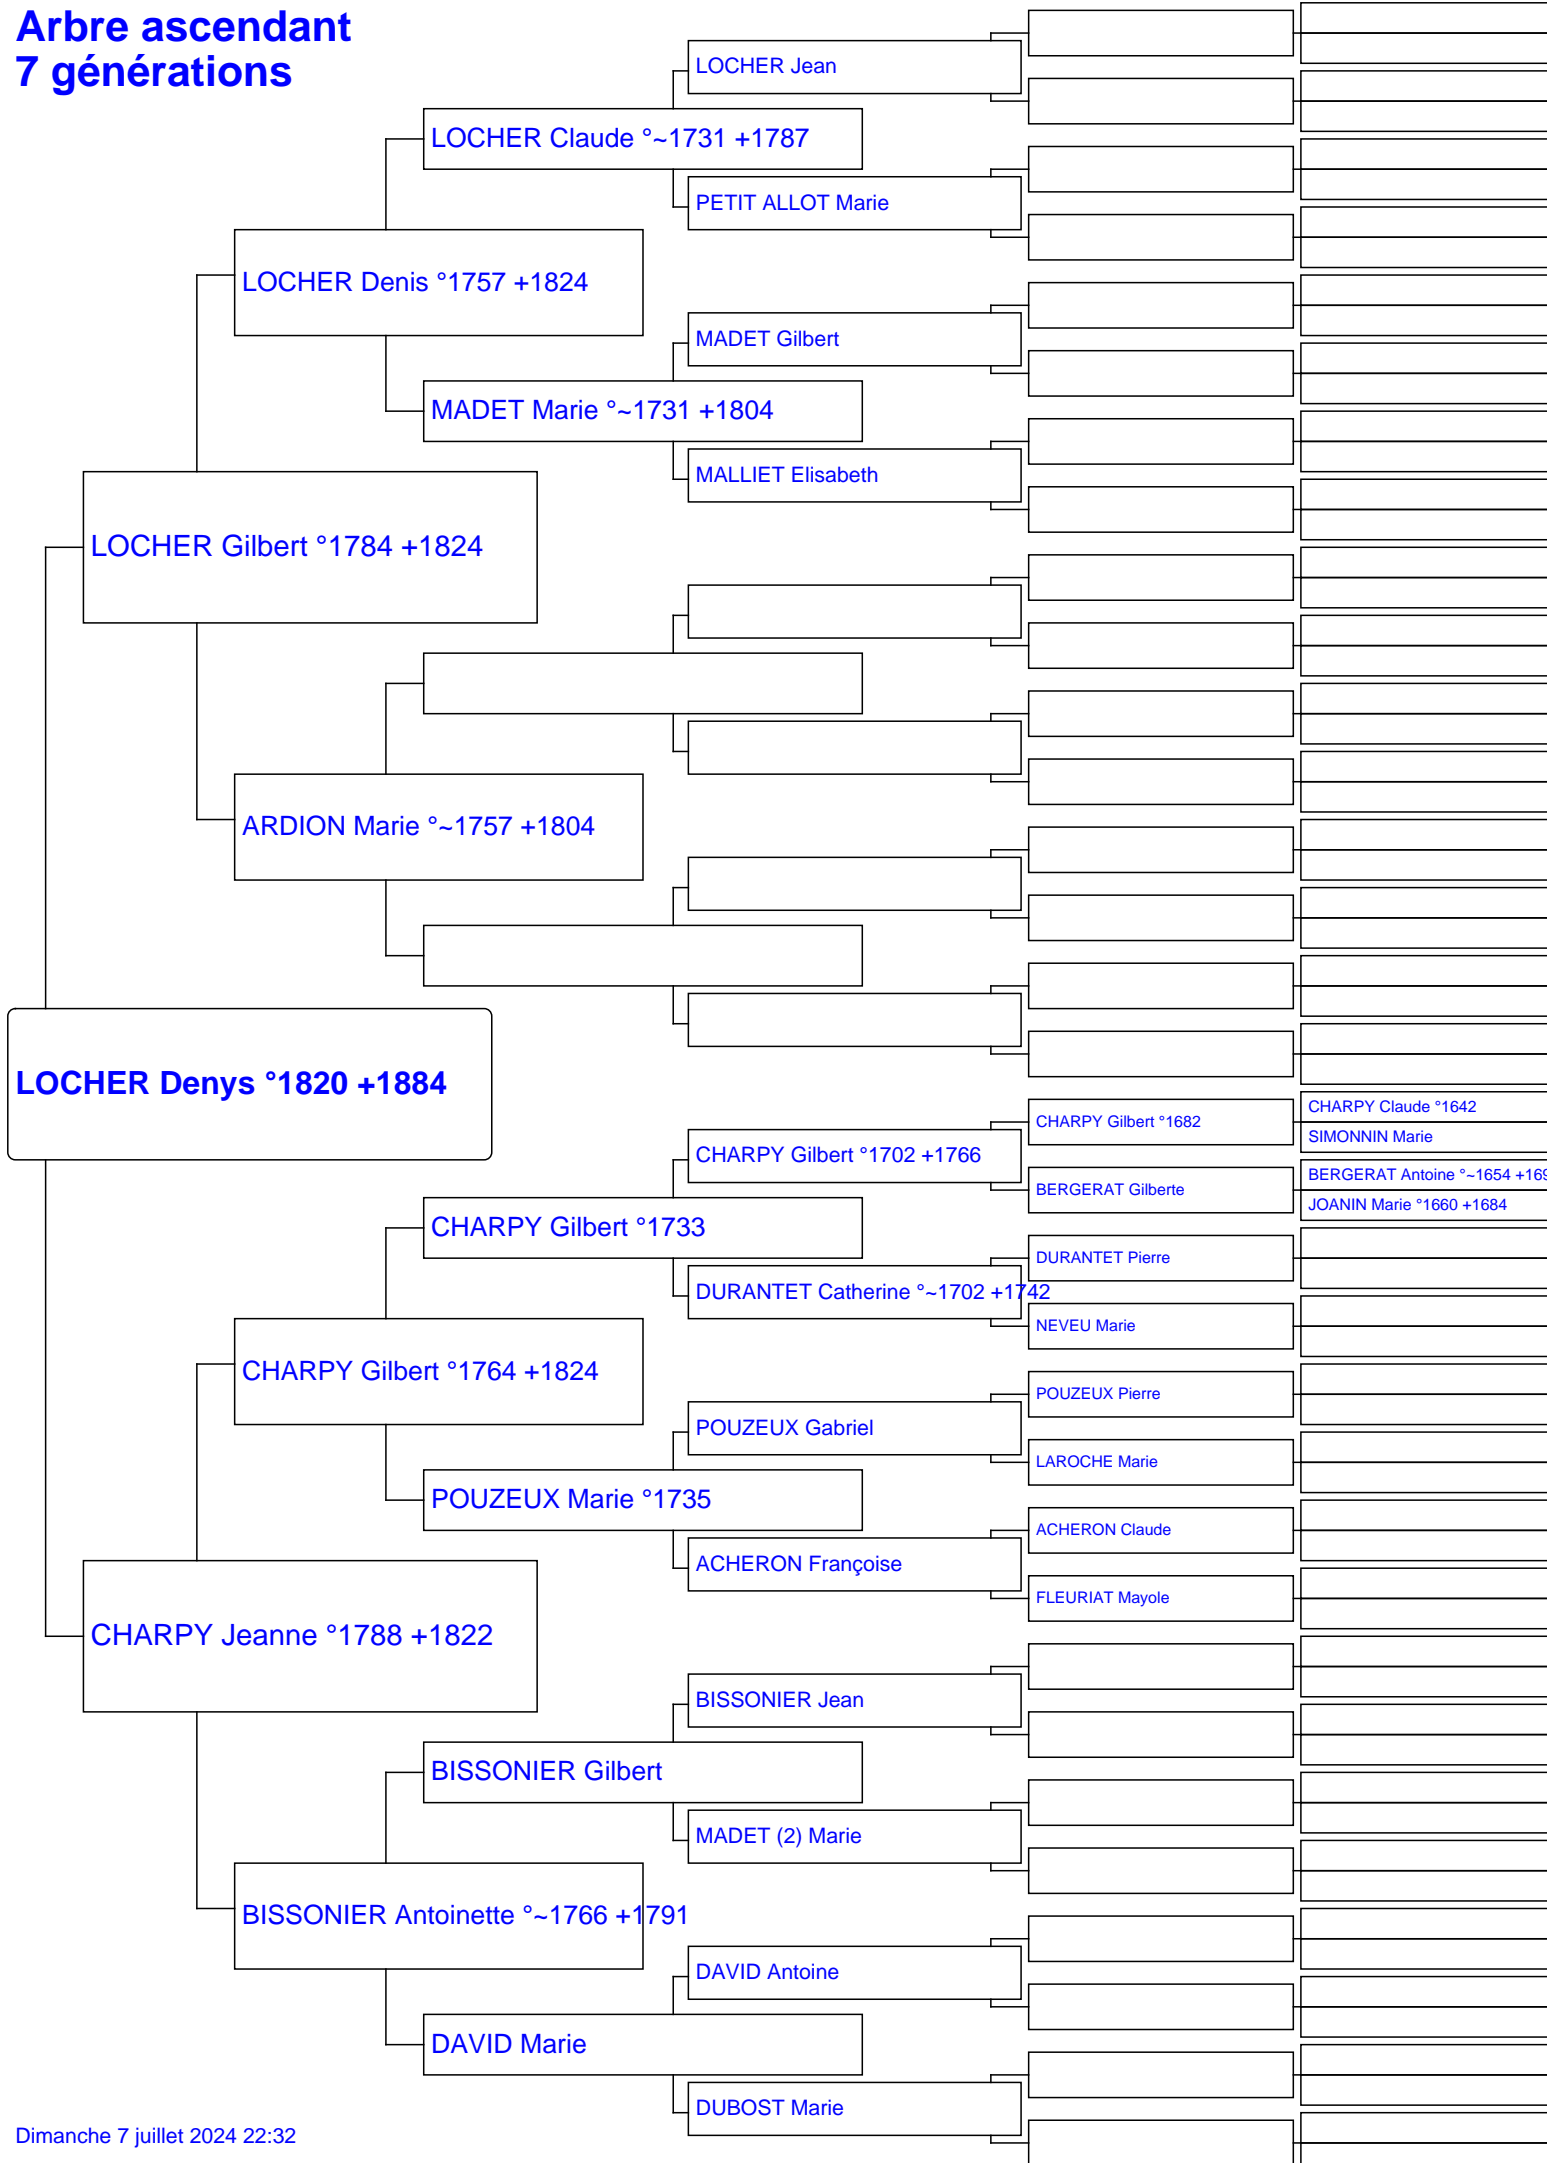 Arbre ascendant
7 générations
LOCHER Jean
LOCHER Claude °~1731 +1787
PETIT ALLOT Marie
LOCHER Denis °1757 +1824
MADET Gilbert
MADET Marie °~1731 +1804
MALLIET Elisabeth
LOCHER Gilbert °1784 +1824
ARDION Marie °~1757 +1804
LOCHER Denys °1820 +1884
CHARPY Claude °1642
CHARPY Gilbert °1682
SIMONNIN Marie
CHARPY Gilbert °1702 +1766
BERGERAT Antoine °~1654 +169
BERGERAT Gilberte
JOANIN Marie °1660 +1684
CHARPY Gilbert °1733
DURANTET Pierre
DURANTET Catherine °~1702 +1742
NEVEU Marie
CHARPY Gilbert °1764 +1824
POUZEUX Pierre
POUZEUX Gabriel
LAROCHE Marie
POUZEUX Marie °1735
ACHERON Claude
ACHERON Françoise
FLEURIAT Mayole
CHARPY Jeanne °1788 +1822
BISSONIER Jean
BISSONIER Gilbert
MADET (2) Marie
BISSONIER Antoinette °~1766 +1791
DAVID Antoine
DAVID Marie
DUBOST Marie
Dimanche 7 juillet 2024 22:32